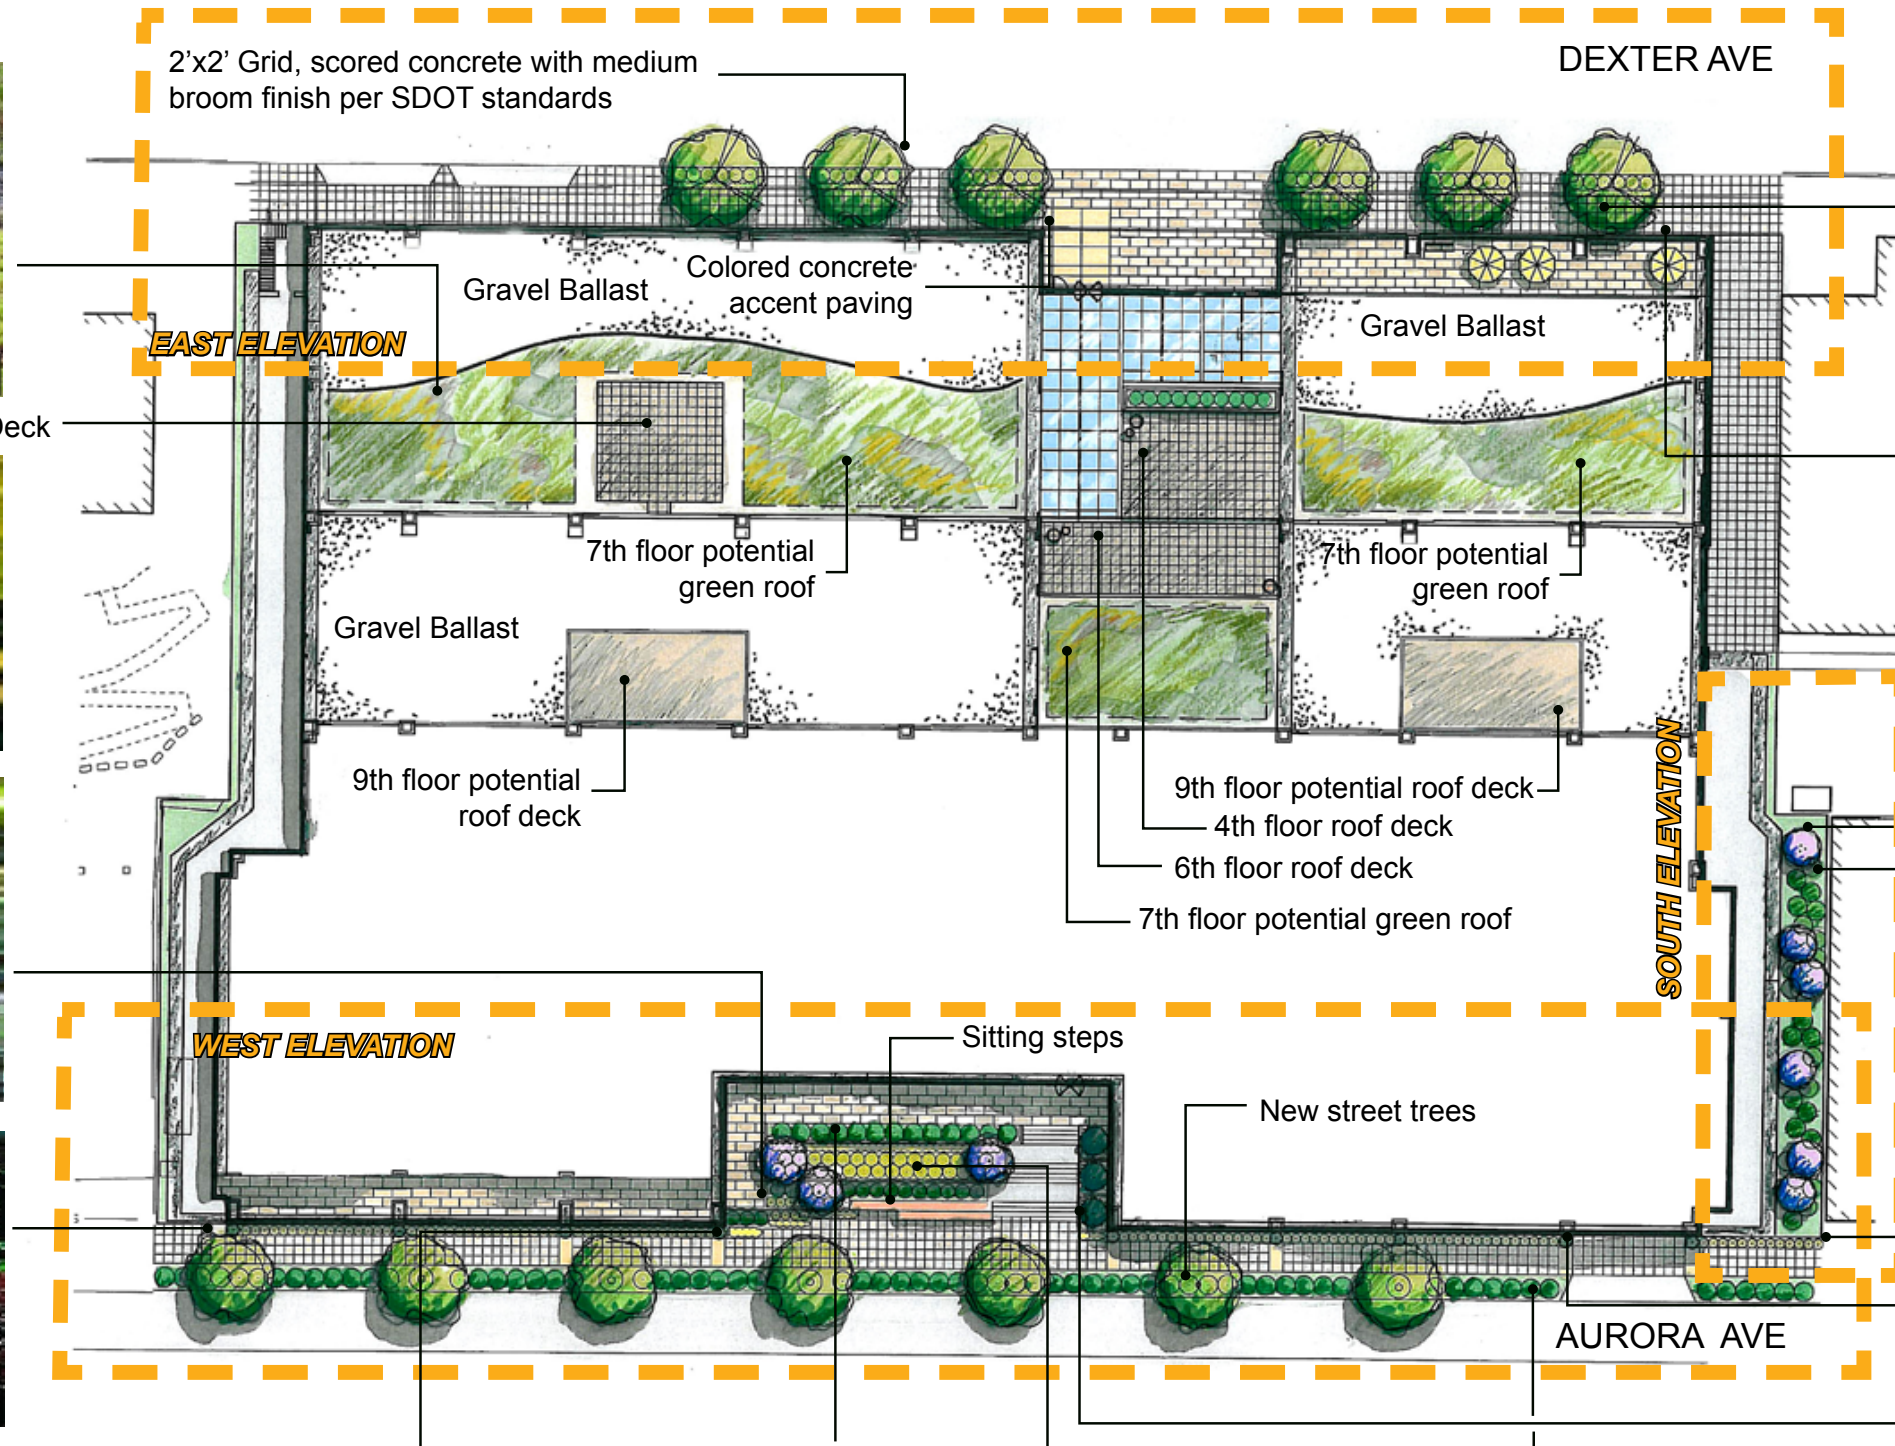 2’x2’ Grid, scored concrete with medium
broom finish per SDOT standards
DEXTER AVE
Gravel Ballast
Colored concrete
accent paving
Gravel Ballast
EAST ELEVATION
Deck
7th floor potential
green roof
7th floor potential
green roof
Gravel Ballast
9th floor potential
roof deck
9th floor potential roof deck
4th floor roof deck
6th floor roof deck
7th floor potential green roof
SOUTH ELEVATION
WEST ELEVATION
Sitting steps
New street trees
AURORA AVE